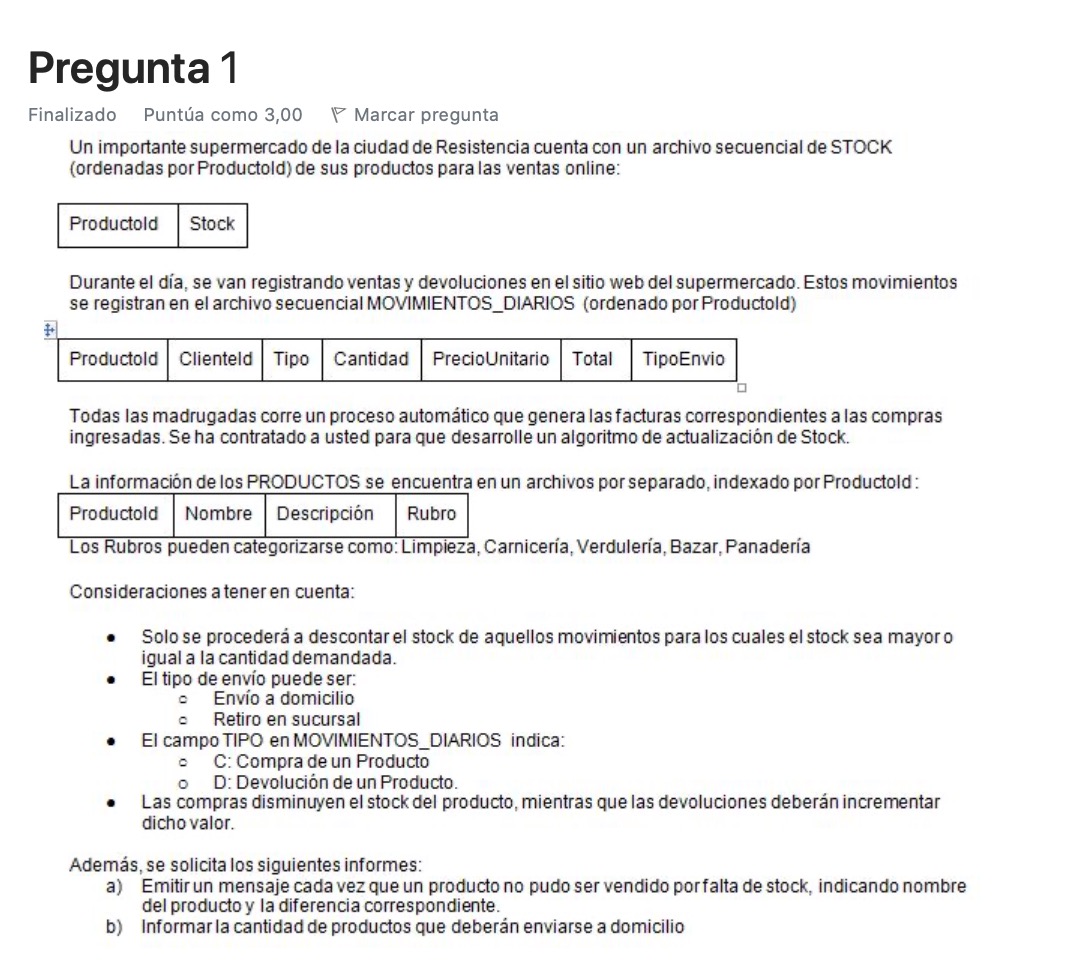 Pregunta 1
Finalizado Puntúa como 3,00 Marcar pregunta
Un importante supermercado de la ciudad de Resistencia cuenta con un archivo secuencial de STOCK
(ordenadas por ProductoId) de sus productos para las ventas online:
ProductoId Stock
Durante el día, se van registrando ventas y devoluciones en el sitio web del supermercado. Estos movimientos
se registran en el archivo secuencial MOVIMIENTOS_DIARIOS (ordenado por ProductoId)
ProductoId ClienteId Tipo Cantidad PrecioUnitario Total TipoEnvio
Todas las madrugadas corre un proceso automático que genera las facturas correspondientes a las compras
ingresadas. Se ha contratado a usted para que desarrolle un algoritmo de actualización de Stock.
La información de los PRODUCTOS se encuentra en un archivos por separado, indexado por ProductoId :
ProductoId Nombre Descripción Rubro
Los Rubros pueden categorizarse como: Limpieza, Carnicería, Verdulería, Bazar, Panadería
Consideraciones a tener en cuenta:
● Solo se procederá a descontar el stock de aquellos movimientos para los cuales el stock sea mayor o
igual a la cantidad demandada.
● El tipo de envío puede ser:
○ Envío a domicilio
○ Retiro en sucursal
● El campo TIPO en MOVIMIENTOS_DIARIOS indica:
○ C: Compra de un Producto
○ D: Devolución de un Producto.
● Las compras disminuyen el stock del producto, mientras que las devoluciones deberán incrementar
dicho valor.
Además, se solicita los siguientes informes:
a) Emitir un mensaje cada vez que un producto no pudo ser vendido por falta de stock, indicando nombre
del producto y la diferencia correspondiente.
b) Informar la cantidad de productos que deberán enviarse a domicilio